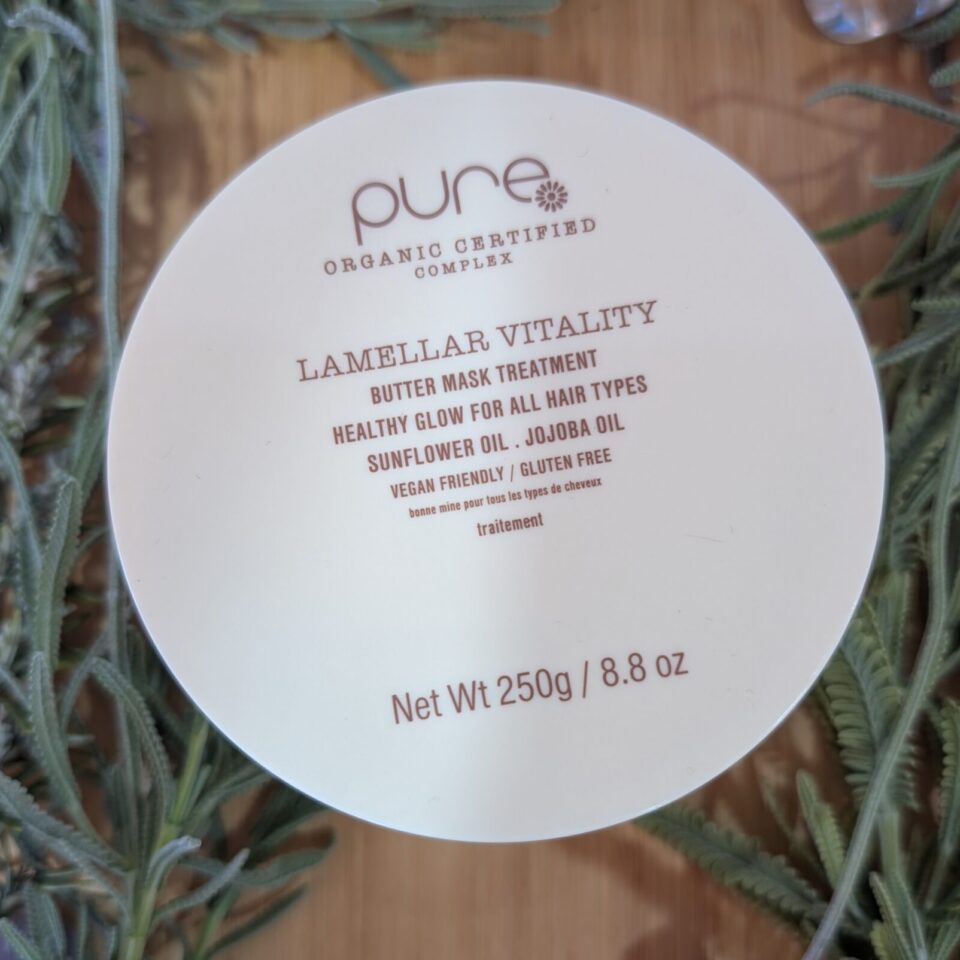 pure
ORGANIC CERTIFIED
COMPLEX
LAMELLAR VITALITY
BUTTER MASK TREATMENT
HEALTHY GLOW FOR ALL HAIR TYPES
SUNFLOWER OIL . JOJOBA OIL
VEGAN FRIENDLY / GLUTEN FREE
bonne mine pour tous les types de cheveux
traitement
Net Wt 250g / 8.8 oz